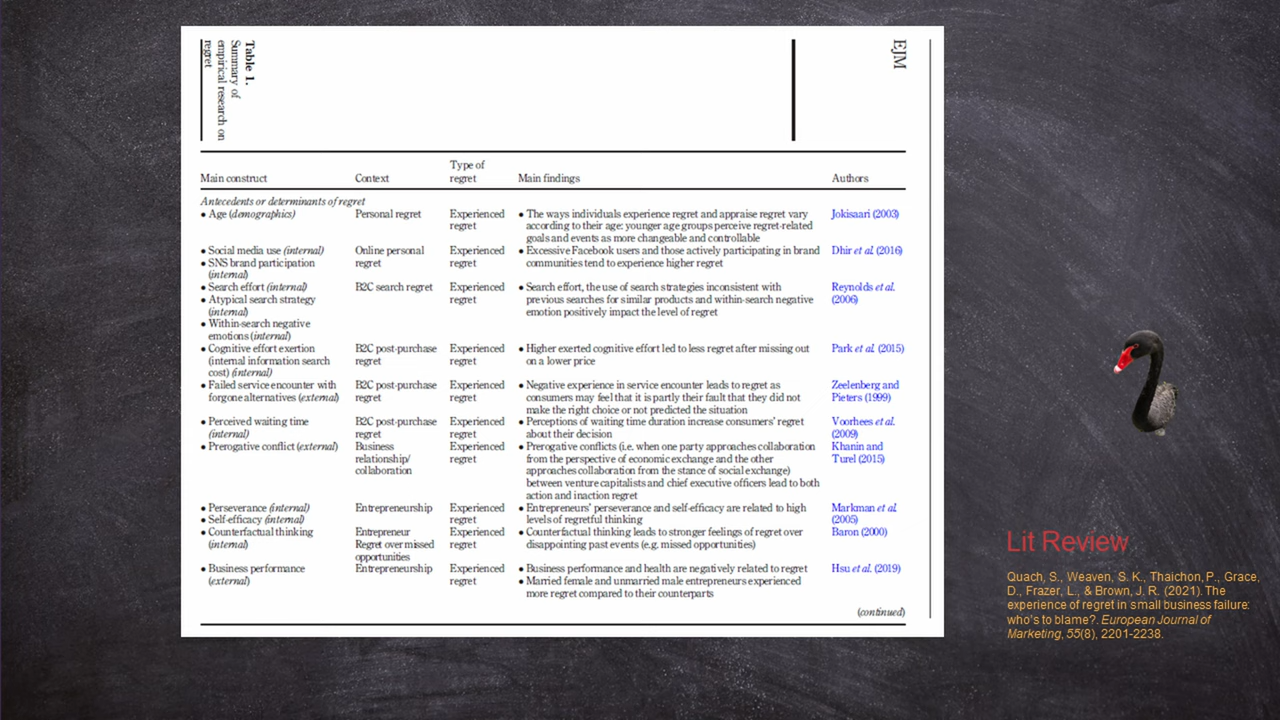 Table 1.
Summary of
empirical research on
regret
EJM
Main construct Context Type of regret Main findings Authors
Antecedents or determinants of regret
• Age (demographics) Personal regret Experienced • The ways individuals experience regret and appraise regret vary Jokisaari (2003)
regret according to their age: younger age groups perceive regret-related
goals and events as more changeable and controllable
• Social media use (internal) Online personal Experienced • Excessive Facebook users and those actively participating in brand Dhir et al. (2016)
• SNS brand participation regret regret communities tend to experience higher regret
(internal)
• Search effort (internal) B2C search regret Experienced • Search effort, the use of search strategies inconsistent with Reynolds et al.
• Atypical search strategy regret previous searches for similar products and within-search negative (2006)
(internal) emotion positively impact the level of regret
• Within-search negative
emotions (internal)
• Cognitive effort exertion B2C post-purchase Experienced • Higher exerted cognitive effort led to less regret after missing out Park et al. (2015)
(internal information search regret regret on a lower price
cost) (internal)
• Failed service encounter with B2C post-purchase Experienced • Negative experience in service encounter leads to regret as Zeelenberg and
forgone alternatives (external) regret regret consumers may feel that it is partly their fault that they did not Pieters (1999)
make the right choice or not predicted the situation
• Perceived waiting time B2C post-purchase Experienced • Perceptions of waiting time duration increase consumers' regret Voorhees et al.
(internal) regret regret about their decision (2009)
• Prerogative conflict (external) Business Experienced • Prerogative conflicts (i.e. when one party approaches collaboration Khanin and
relationship/ regret from the perspective of economic exchange and the other Turel (2015)
collaboration approaches collaboration from the stance of social exchange)
between venture capitalists and chief executive officers lead to both
action and inaction regret
• Perseverance (internal) Entrepreneurship Experienced • Entrepreneurs' perseverance and self-efficacy are related to high Markman et al.
• Self-efficacy (internal) regret levels of regretful thinking (2005)
• Counterfactual thinking Entrepreneur Experienced • Counterfactual thinking leads to stronger feelings of regret over Baron (2000)
(internal) Regret over missed regret disappointing past events (e.g. missed opportunities)
opportunities
• Business performance Entrepreneurship Experienced • Business performance and health are negatively related to regret Hsu et al. (2019)
(external) regret • Married female and unmarried male entrepreneurs experienced
more regret compared to their counterparts
(continued)
Lit Review
Quach, S., Weaven, S. K., Thaichon, P., Grace,
D., Frazer, L., & Brown, J. R. (2021). The
experience of regret in small business failure:
who's to blame?. European Journal of
Marketing, 55(8), 2201-2238.